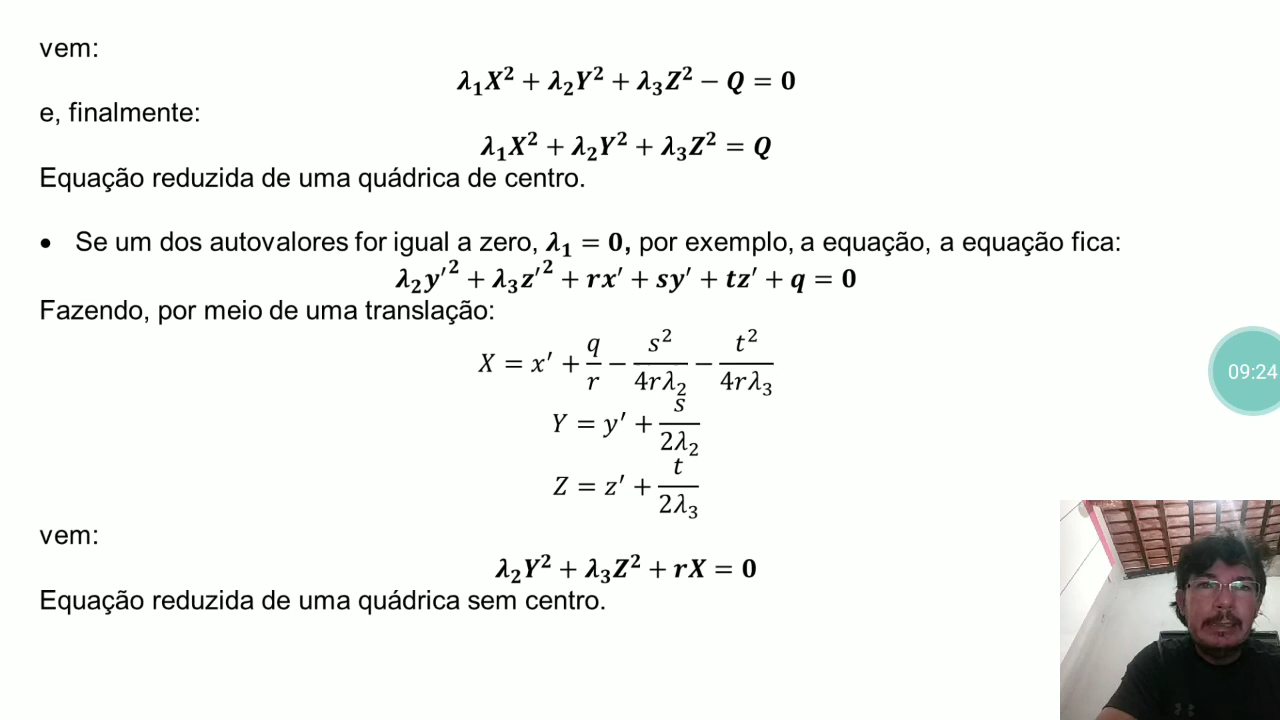 vem:
λ₁X² + λ₂Y² + λ₃Z² − Q = 0
e, finalmente:
λ₁X² + λ₂Y² + λ₃Z² = Q
Equação reduzida de uma quádrica de centro.
• Se um dos autovalores for igual a zero, λ₁ = 0, por exemplo, a equação, a equação fica:
λ₂y′² + λ₃z′² + rx′ + sy′ + tz′ + q = 0
Fazendo, por meio de uma translação:
X = x′ + q/r − s²/4rλ₂ − t²/4rλ₃
Y = y′ + s/2λ₂
Z = z′ + t/2λ₃
vem:
λ₂Y² + λ₃Z² + rX = 0
Equação reduzida de uma quádrica sem centro.
09:24